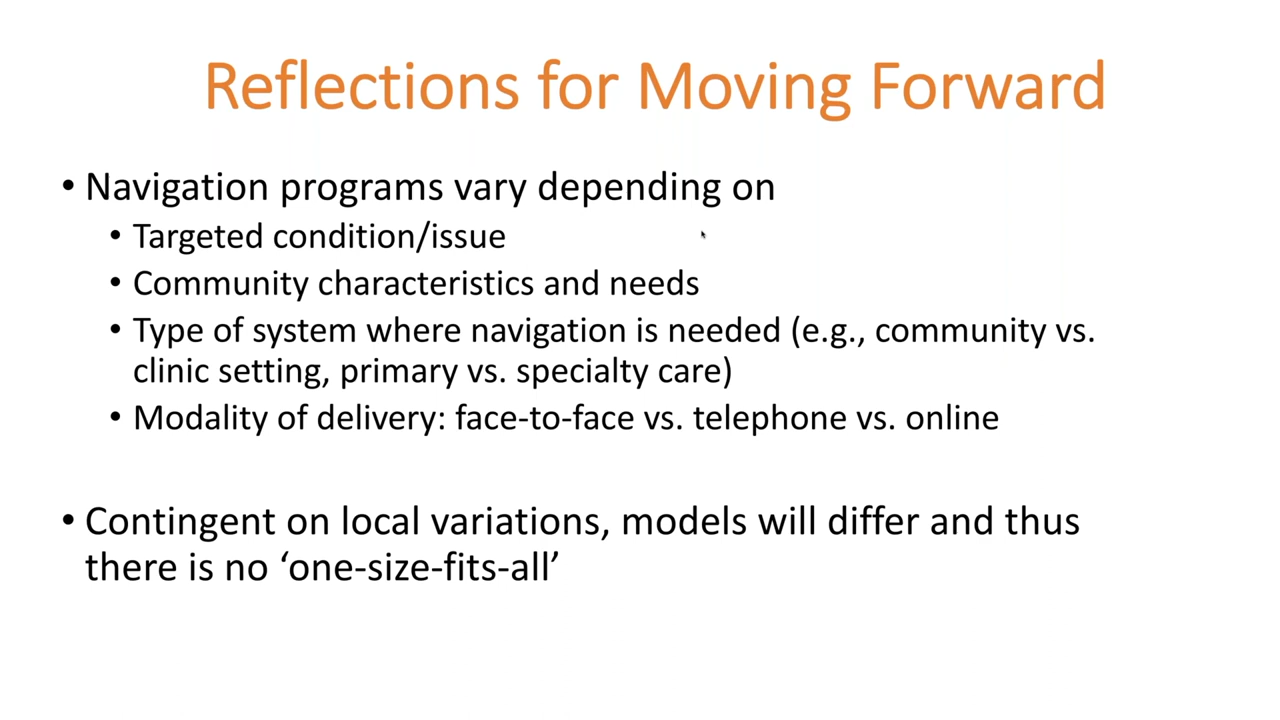 Reflections for Moving Forward
• Navigation programs vary depending on
• Targeted condition/issue
• Community characteristics and needs
• Type of system where navigation is needed (e.g., community vs.
clinic setting, primary vs. specialty care)
• Modality of delivery: face-to-face vs. telephone vs. online
• Contingent on local variations, models will differ and thus
there is no ‘one-size-fits-all’